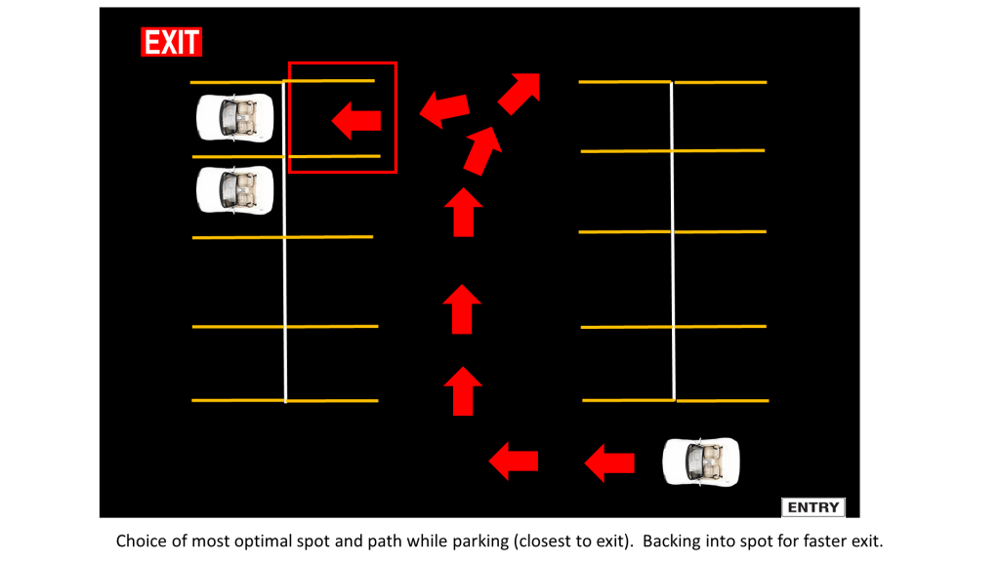 EXIT
ENTRY
Choice of most optimal spot and path while parking (closest to exit).  Backing into spot for faster exit.